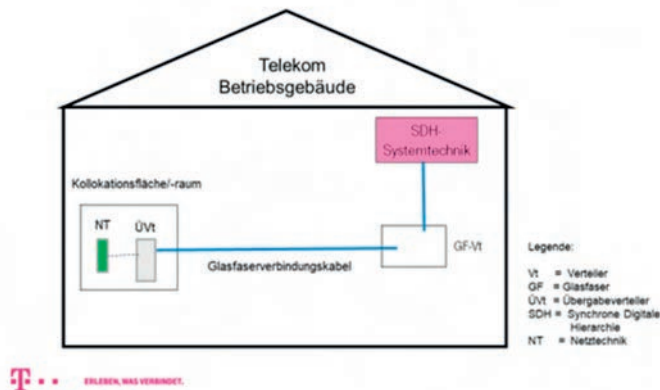 Telekom
Betriebsgebäude
SDH-
Systemtechnik
Kollokationsfläche/-raum
NT
ÜVt
GF-Vt
Glasfaserverbindungskabel
Legende:
Vt = Verteiler
GF = Glasfaser
ÜVt = Übergabeverteiler
SDH = Synchrone Digitale
Hierarchie
NT = Netztechnik
T
ERLEBEN, WAS VERBINDET.